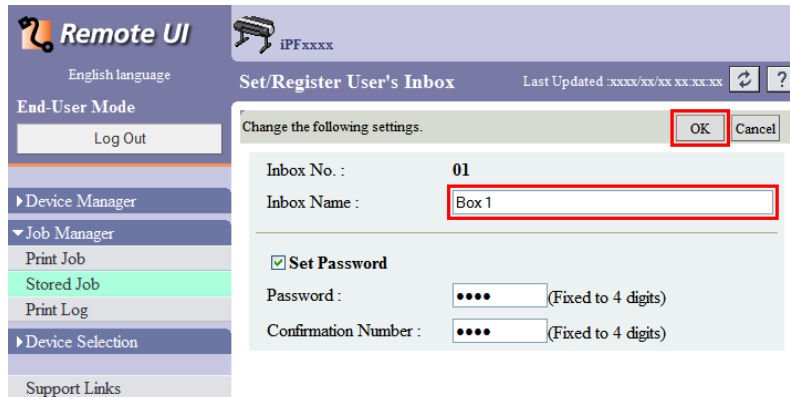 Remote UI
English language
End-User Mode
Log Out
Device Manager
Job Manager
Print Job
Stored Job
Print Log
Device Selection
Support Links
iPFxxxx
Set/Register User's Inbox
Last Updated :xxxx/xx/xx xx:xx:xx
?
Change the following settings.
OK
Cancel
Inbox No. : 01
Inbox Name : Box 1
Set Password
Password : •••• (Fixed to 4 digits)
Confirmation Number : •••• (Fixed to 4 digits)